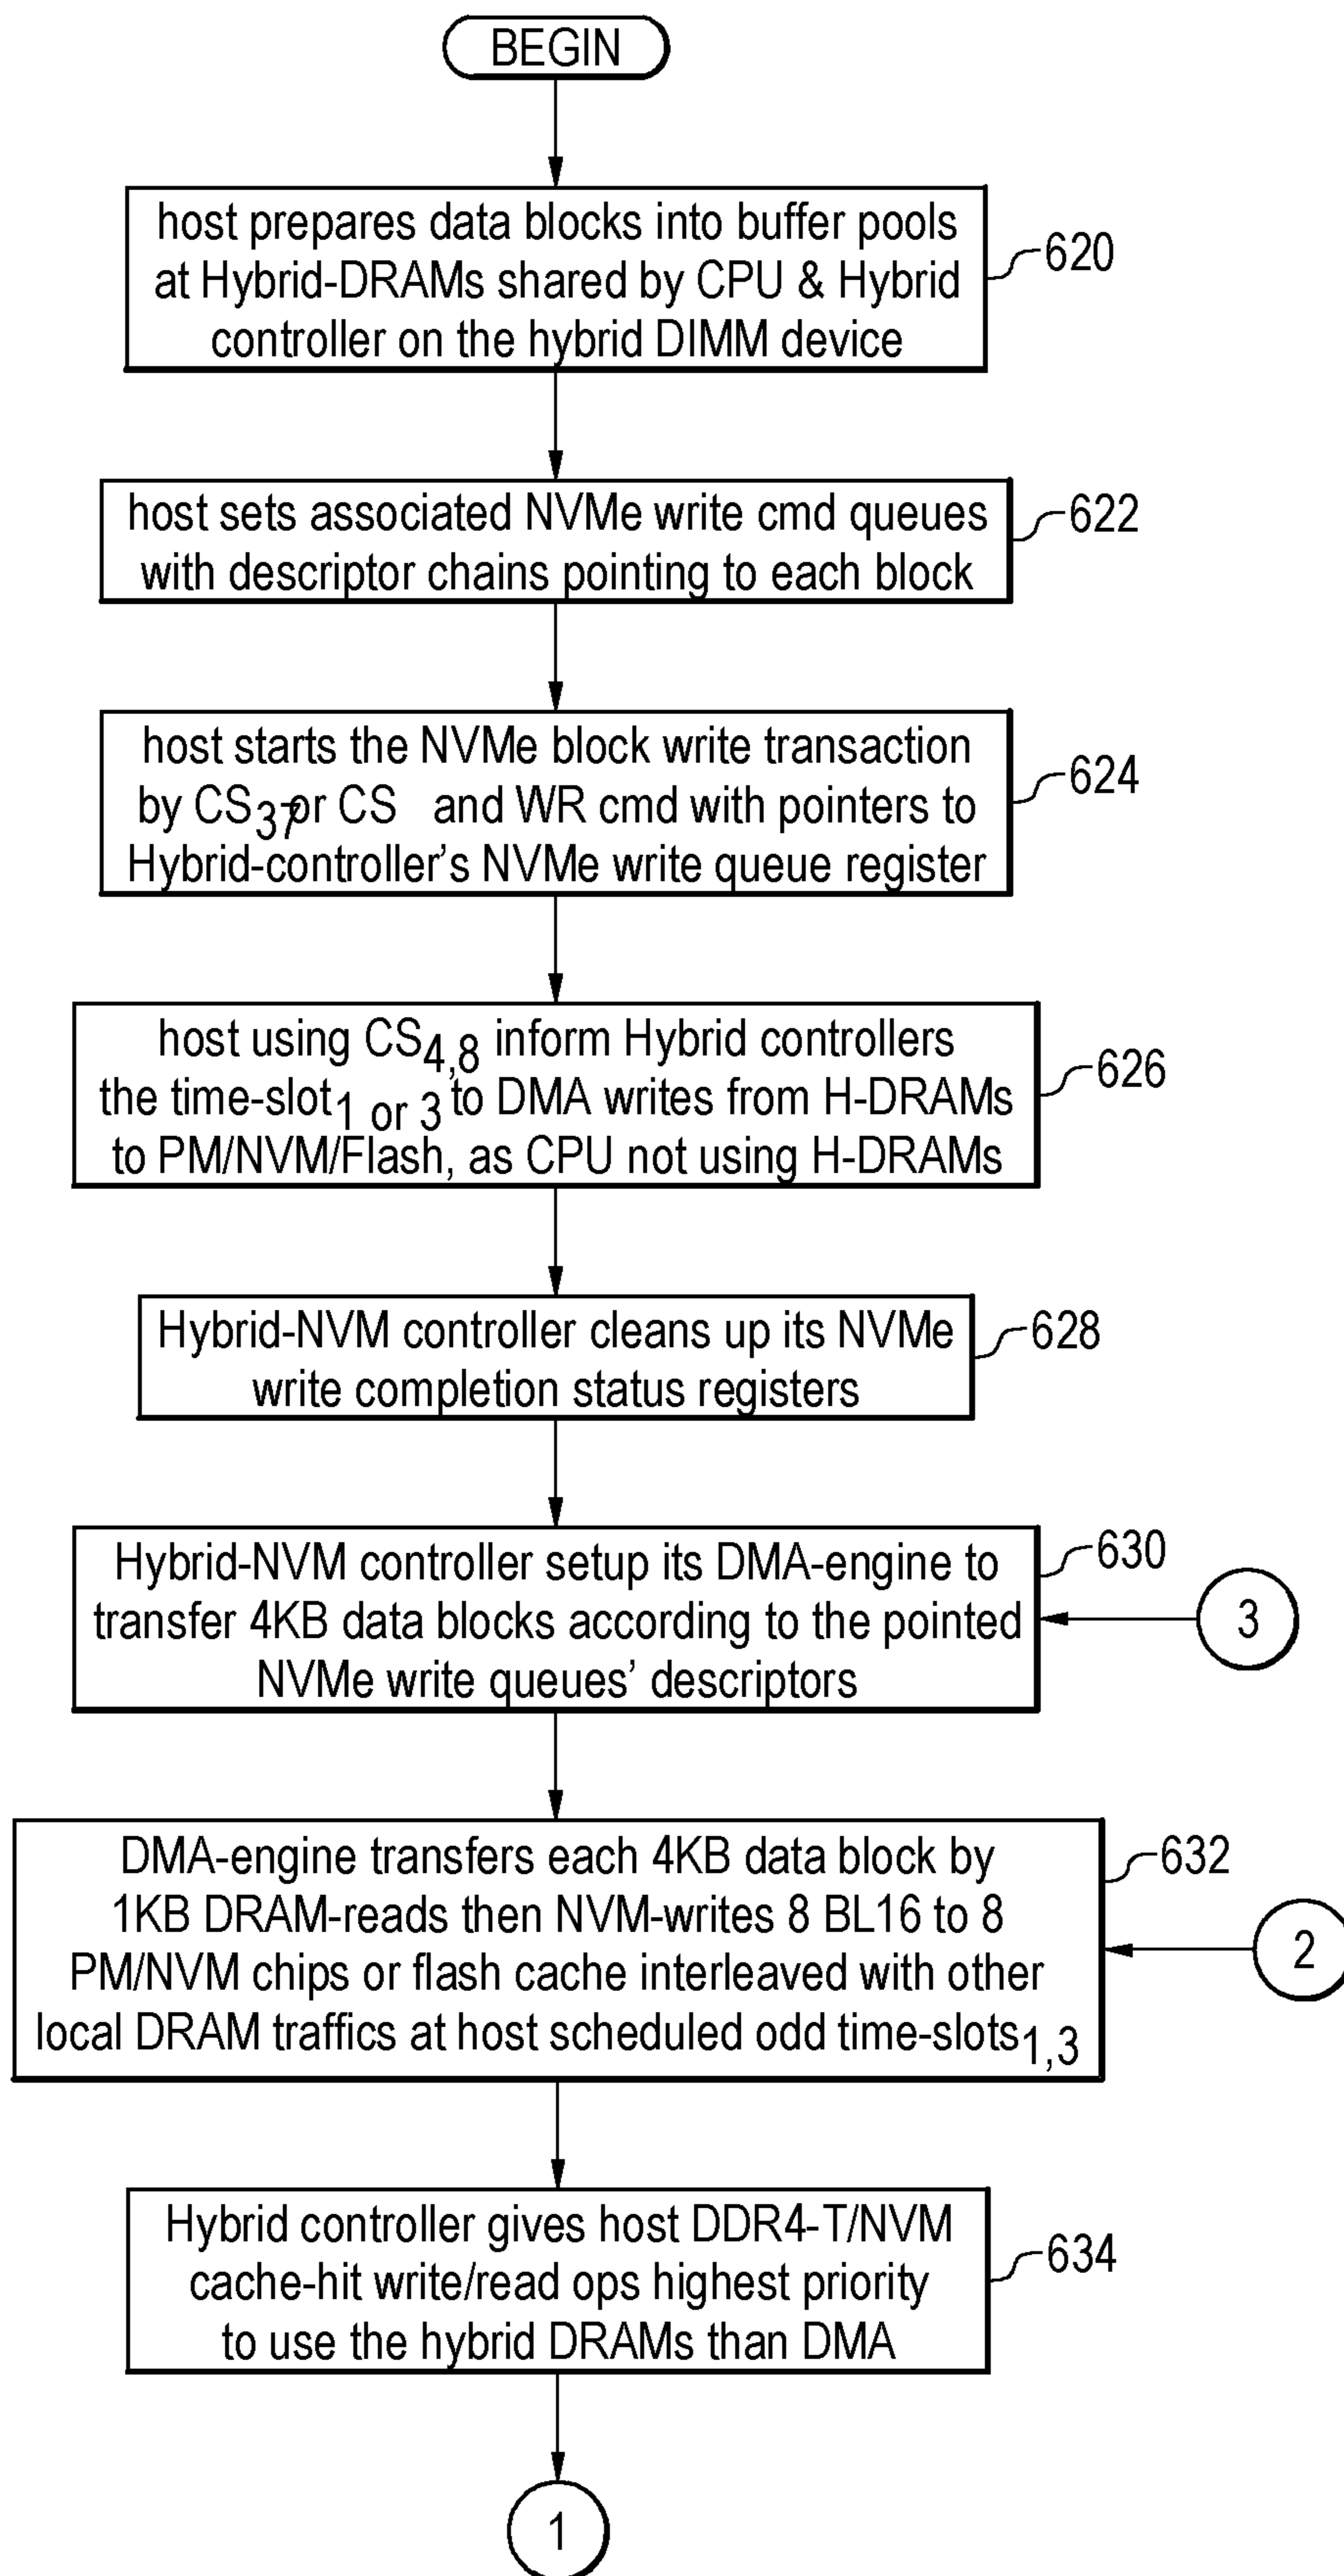 BEGIN
host prepares data blocks into buffer pools
at Hybrid-DRAMs shared by CPU & Hybrid
controller on the hybrid DIMM device
620
host sets associated NVMe write cmd queues
with descriptor chains pointing to each block
622
host starts the NVMe block write transaction
by CS37or CS and WR cmd with pointers to
Hybrid-controller’s NVMe write queue register
624
host using CS4,8 inform Hybrid controllers
the time-slot1 or 3 to DMA writes from H-DRAMs
to PM/NVM/Flash, as CPU not using H-DRAMs
626
Hybrid-NVM controller cleans up its NVMe
write completion status registers
628
Hybrid-NVM controller setup its DMA-engine to
transfer 4KB data blocks according to the pointed
NVMe write queues’ descriptors
630
3
DMA-engine transfers each 4KB data block by
1KB DRAM-reads then NVM-writes 8 BL16 to 8
PM/NVM chips or flash cache interleaved with other
local DRAM traffics at host scheduled odd time-slots1,3
632
2
Hybrid controller gives host DDR4-T/NVM
cache-hit write/read ops highest priority
to use the hybrid DRAMs than DMA
634
1